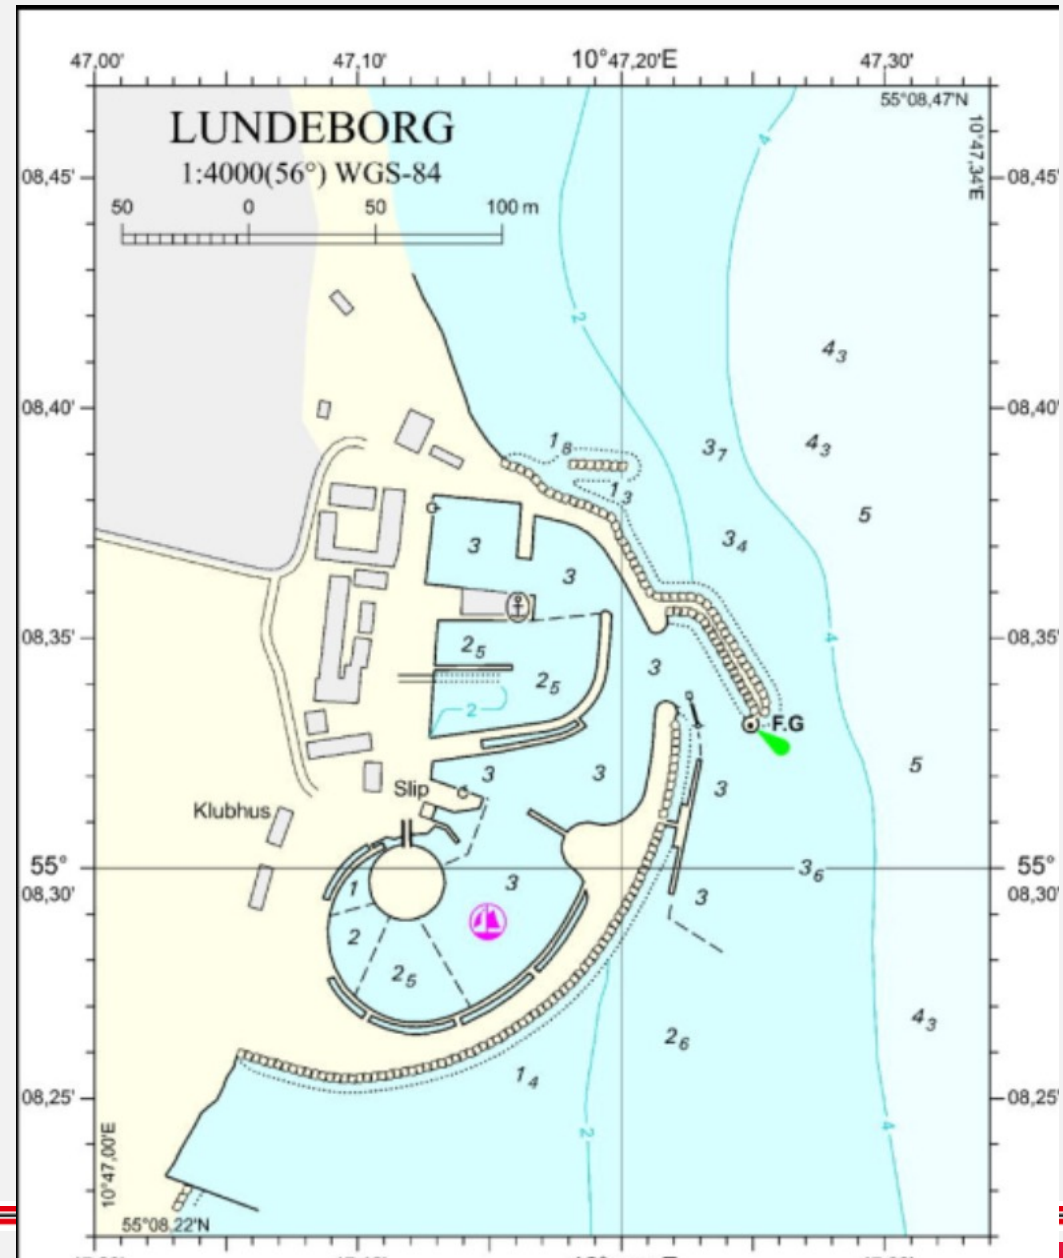 47,00' 47,10' 10°47,20'E 47,30'
55°08,47'N
LUNDEBORG
1:4000(56°) WGS-84
10°47,34'E
08,45' 08,45'
50 0 50 100 m
2
4
4₃
08,40' 08,40'
1₈ 3₇ 4₃
1₃
5
3 3₄
3
08,35' 08,35'
2₅ 3 4
2₅
2
F.G
3 3 5
Slip 3
Klubhus
55° 3₆ 55°
1 3
08,30' 3 08,30'
2
2₅
4₃
2₆
1₄
08,25' 08,25'
2 4
10°47,00'E
55°08,22'N